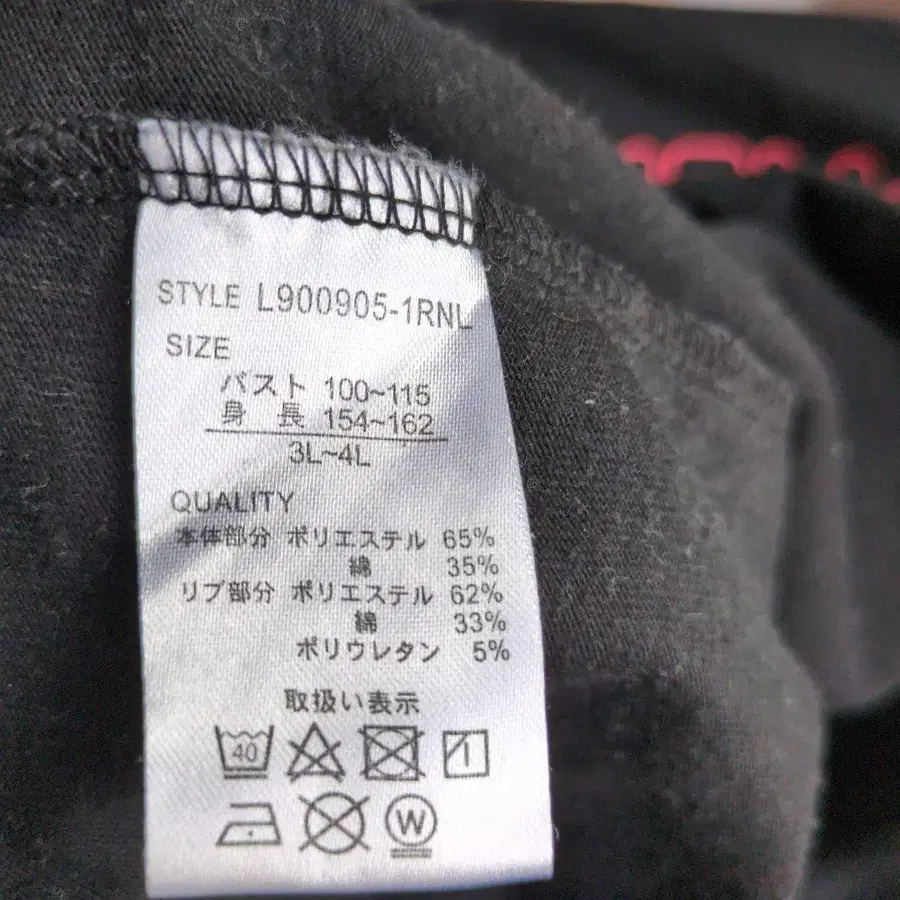 STYLE L900905-1RNL
SIZE
バスト 100~115
身 長 154~162
3L~4L
QUALITY
本体部分 ポリエステル 65%
綿 35%
リブ部分 ポリエステル 62%
綿 33%
ポリウレタン 5%
取扱い表示
40
W